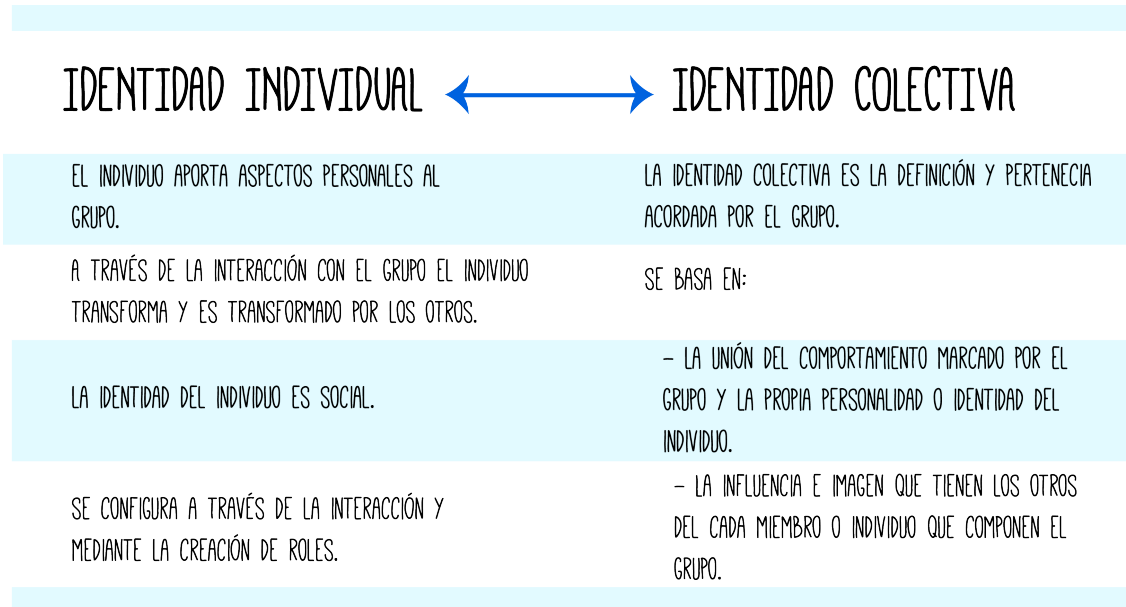 IDENTIDAD INDIVIDUAL
IDENTIDAD COLECTIVA
EL INDIVIDUO APORTA ASPECTOS PERSONALES AL
GRUPO.
LA IDENTIDAD COLECTIVA ES LA DEFINICIÓN Y PERTENECIA
ACORDADA POR EL GRUPO.
A TRAVÉS DE LA INTERACCIÓN CON EL GRUPO EL INDIVIDUO
TRANSFORMA Y ES TRANSFORMADO POR LOS OTROS.
SE BASA EN:
LA IDENTIDAD DEL INDIVIDUO ES SOCIAL.
- LA UNIÓN DEL COMPORTAMIENTO MARCADO POR EL
GRUPO Y LA PROPIA PERSONALIDAD O IDENTIDAD DEL
INDIVIDUO.
SE CONFIGURA A TRAVÉS DE LA INTERACCIÓN Y
MEDIANTE LA CREACIÓN DE ROLES.
- LA INFLUENCIA E IMAGEN QUE TIENEN LOS OTROS
DEL CADA MIEMBRO O INDIVIDUO QUE COMPONEN EL
GRUPO.